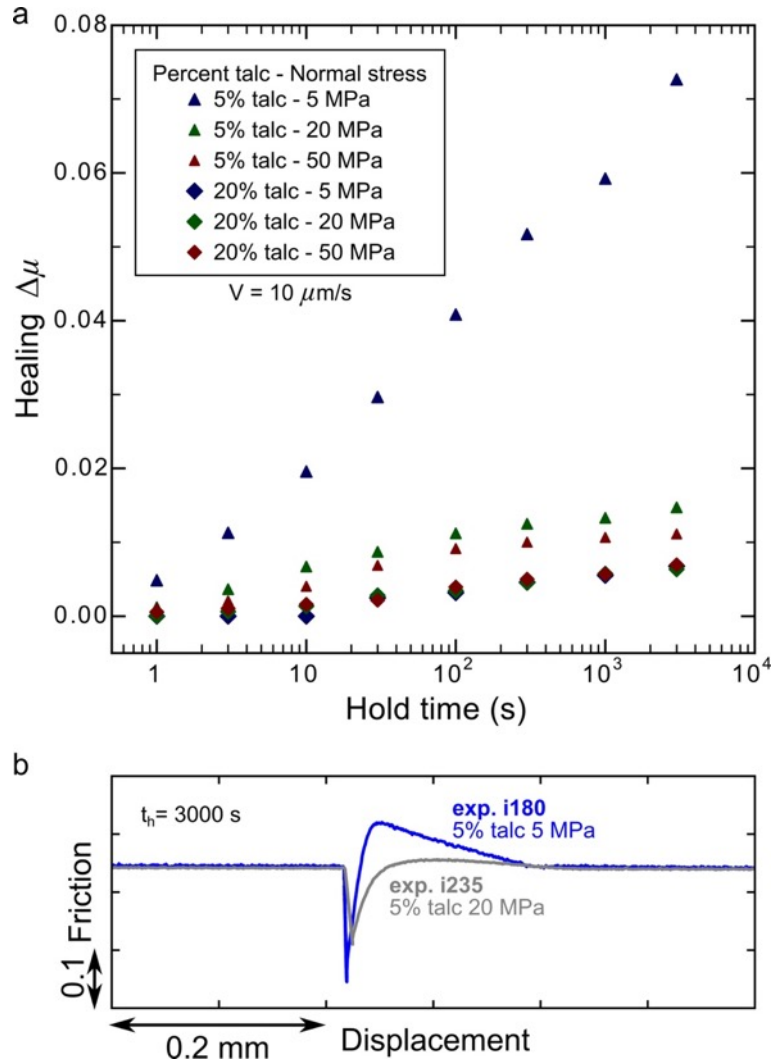 a
0.08
0.06
0.04
0.02
0.00
Healing Δμ
Percent talc - Normal stress
5% talc - 5 MPa
5% talc - 20 MPa
5% talc - 50 MPa
20% talc - 5 MPa
20% talc - 20 MPa
20% talc - 50 MPa
V = 10 μm/s
1 10 10² 10³ 10⁴
Hold time (s)
b
tₕ= 3000 s
exp. i180
5% talc 5 MPa
exp. i235
5% talc 20 MPa
0.1 Friction
0.2 mm Displacement